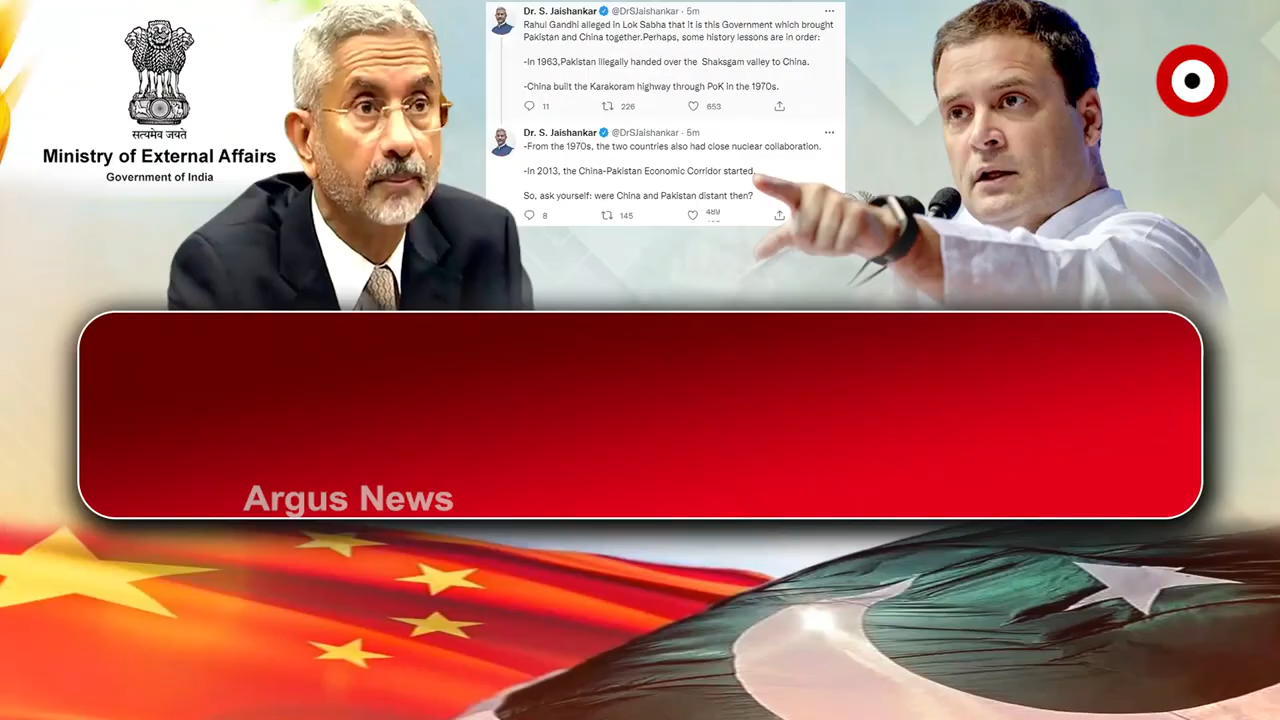 सत्यमेव जयते
Ministry of External Affairs
Government of India
Dr. S. Jaishankar @DrSJaishankar · 5m
Rahul Gandhi alleged in Lok Sabha that it is this Government which brought
Pakistan and China together.Perhaps, some history lessons are in order:
-In 1963,Pakistan illegally handed over the Shaksgam valley to China.
-China built the Karakoram highway through PoK in the 1970s.
11 226 653
Dr. S. Jaishankar @DrSJaishankar · 5m
-From the 1970s, the two countries also had close nuclear collaboration.
-In 2013, the China-Pakistan Economic Corridor started.
So, ask yourself: were China and Pakistan distant then?
8 145 489
Argus News